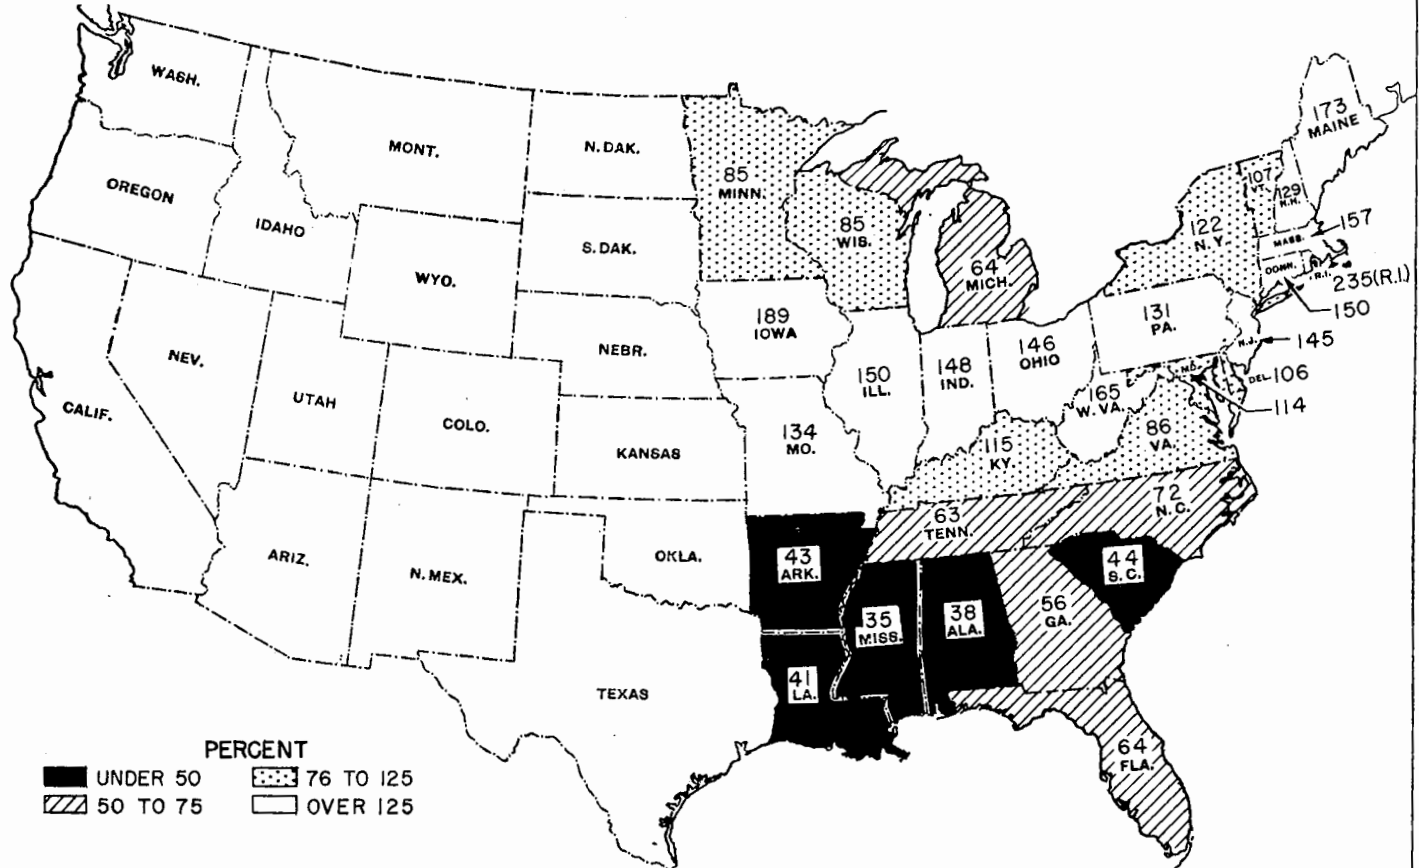 WASH.
OREGON
CALIF.
IDAHO
NEV.
MONT.
WYO.
UTAH
COLO.
ARIZ.
N. MEX.
N. DAK.
S. DAK.
NEBR.
KANSAS
OKLA.
TEXAS
85
MINN
85
WIS.
64
MICH.
189
IOWA
134
MO.
150
ILL.
148
IND.
146
OHIO
131
PA.
122
N.Y.
107
VT.
129
N.H.
173
MAINE
157
MASS.
CONN.
R.I.
235(R.I.)
150
N.J.
145
DEL.
106
MD.
114
165
W. VA.
86
VA.
115
KY.
63
TENN.
72
N.C.
44
S.C.
56
GA.
64
FLA.
38
ALA.
35
MISS.
43
ARK.
41
LA.
PERCENT
UNDER 50
76 TO 125
50 TO 75
OVER 125